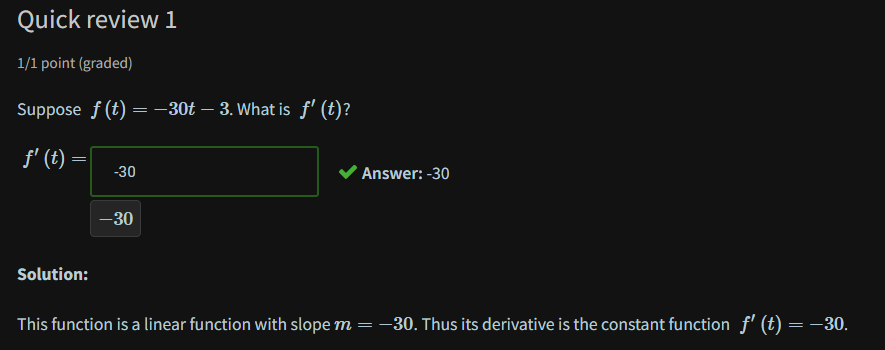 Quick review 1
1/1 point (graded)
Suppose f (t) = −30t − 3. What is f′ (t)?
f′ (t) = -30 Answer: -30
−30
Solution:
This function is a linear function with slope m = −30. Thus its derivative is the constant function f′ (t) = −30.